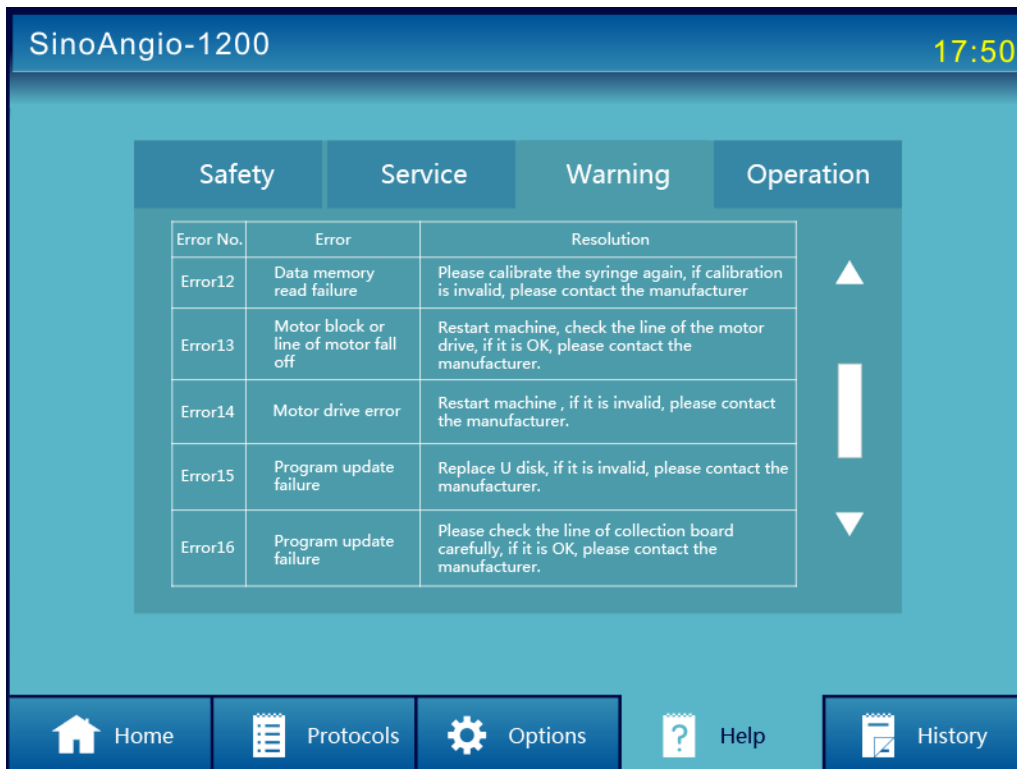 SinoAngio-1200
17:50
Safety Service Warning Operation
Error No. Error Resolution
Error12
Data memory
read failure
Please calibrate the syringe again, if calibration
is invalid, please contact the manufacturer
Error13
Motor block or
line of motor fall
off
Restart machine, check the line of the motor
drive, if it is OK, please contact the
manufacturer.
Error14
Motor drive error
Restart machine , if it is invalid, please contact
the manufacturer.
Error15
Program update
failure
Replace U disk, if it is invalid, please contact the
manufacturer.
Error16
Program update
failure
Please check the line of collection board
carefully, if it is OK, please contact the
manufacturer.
Home Protocols Options ? Help History